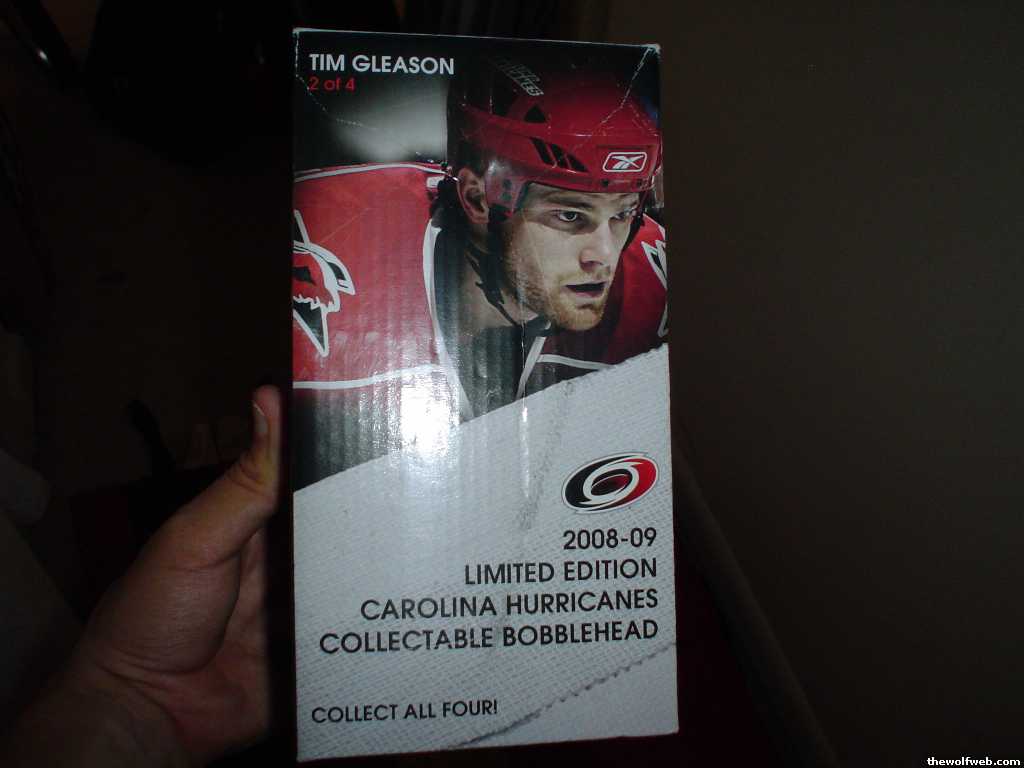 TIM GLEASON
2 of 4
2008-09
LIMITED EDITION
CAROLINA HURRICANES
COLLECTABLE BOBBLEHEAD
COLLECT ALL FOUR!
thewolfweb.com